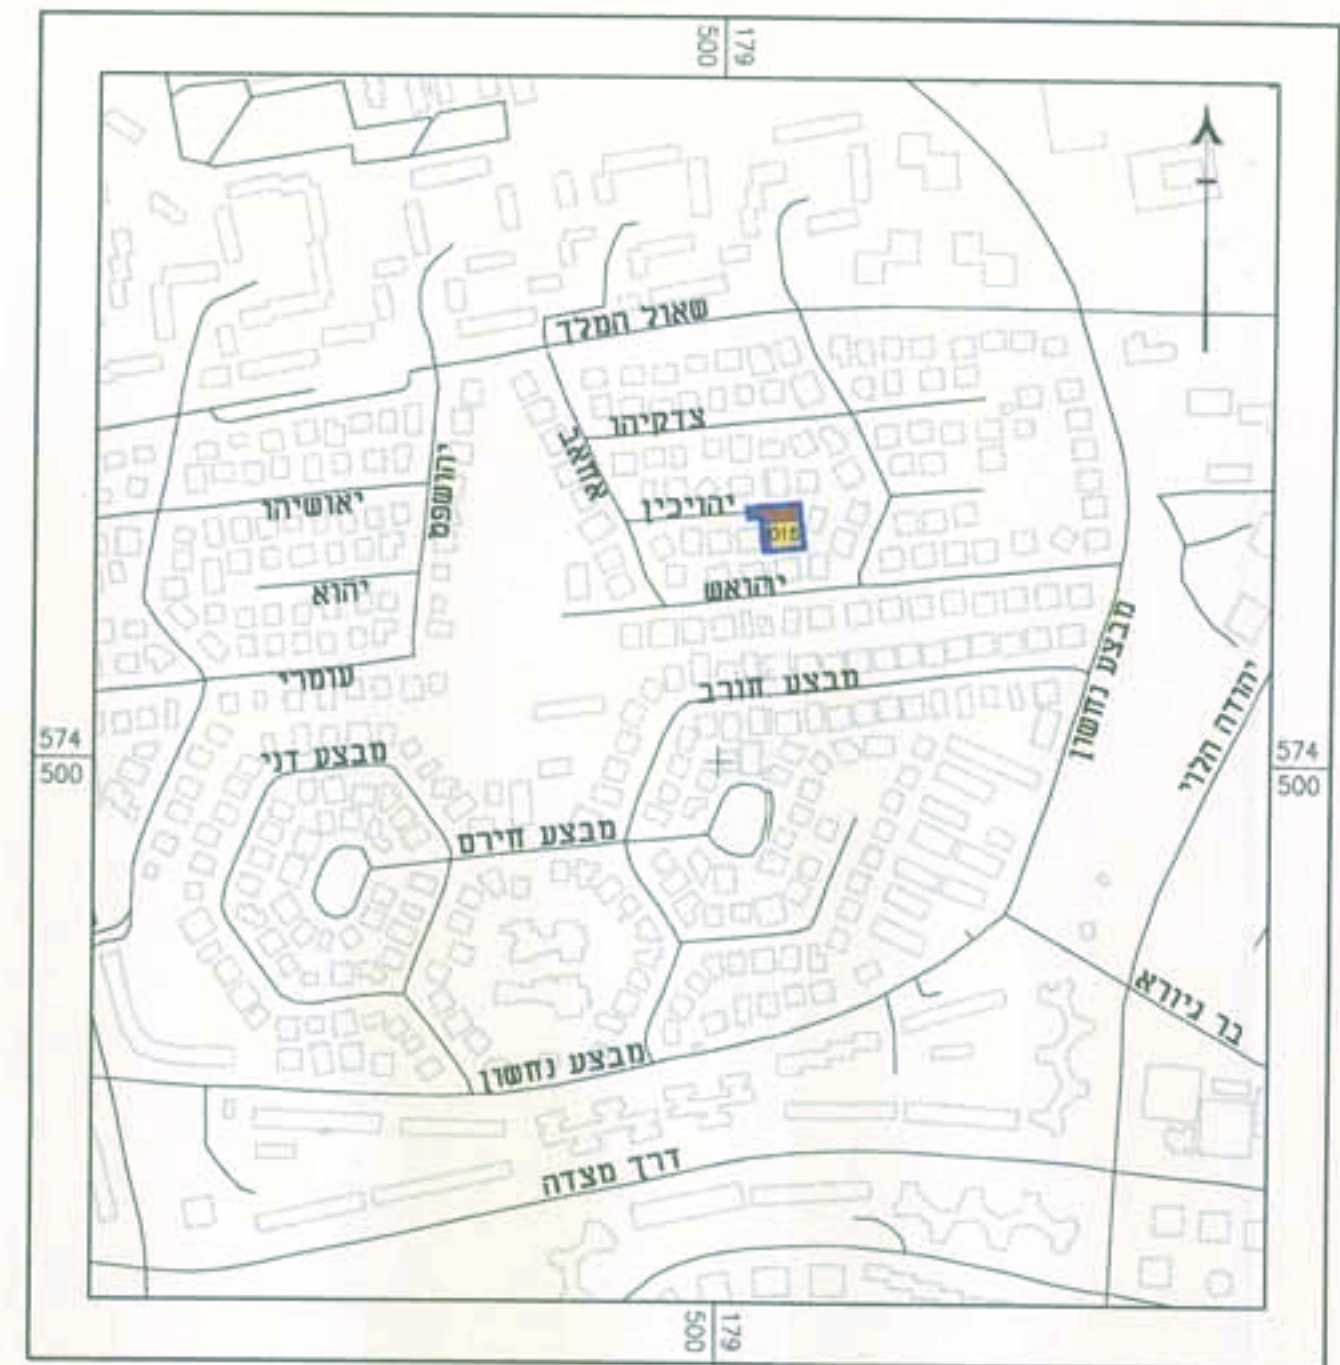 179
500
שאול המלך
צדקיהו
אחאב
יהושפט
יהויכין
יאושיהו
יהואש
יהוא
עומרי
מבצע נחשון
יהודה הלוי
מבצע חורב
574
500
מבצע דני
574
500
מבצע חירם
בר גיורא
מבצע נחשון
דרך מצדה
179
500